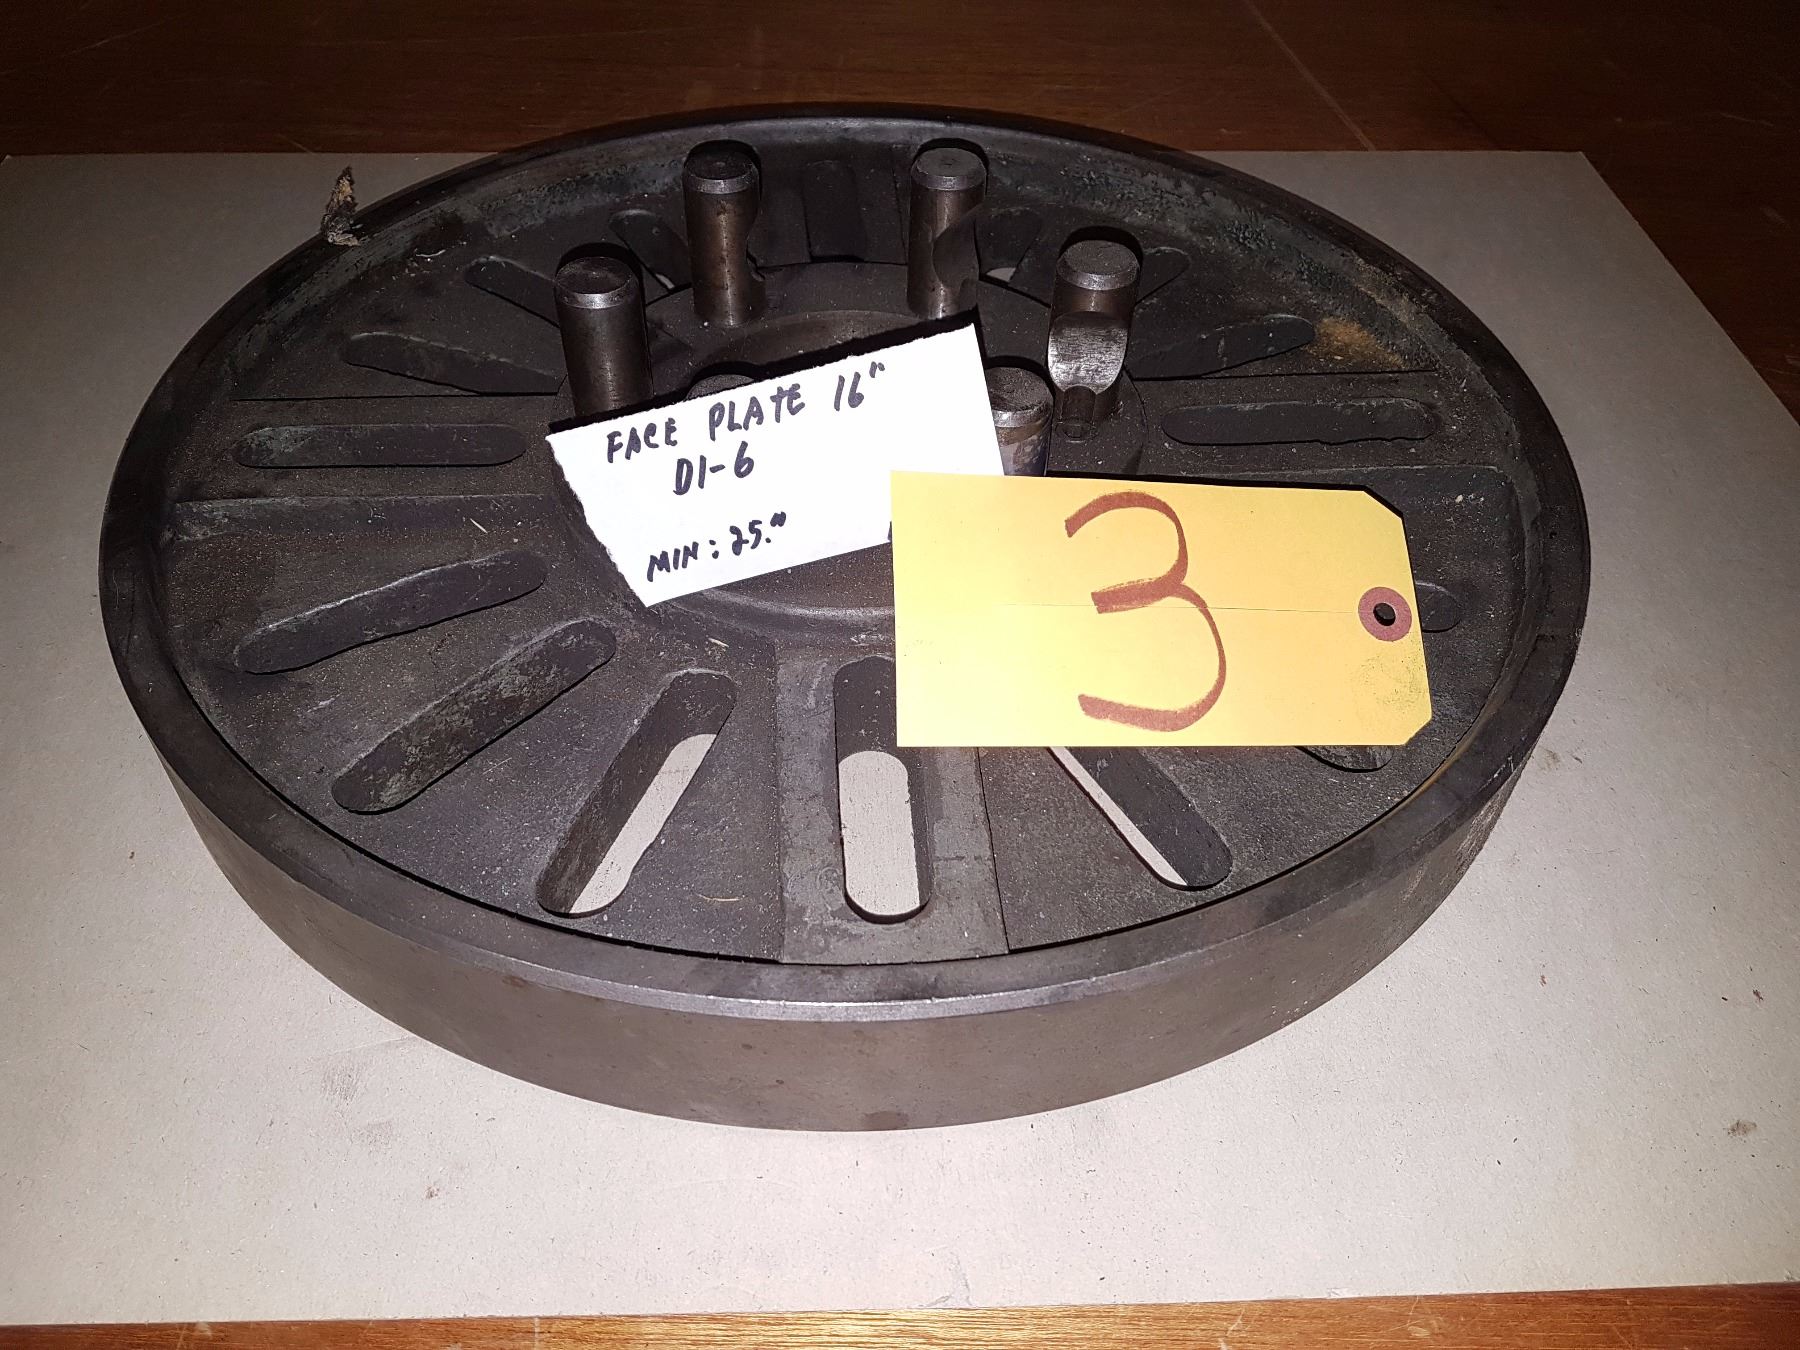 FACE PLATE 16"
D1-6
MIN: 25."
3